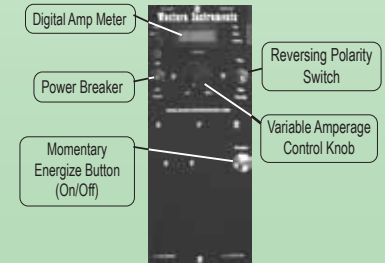 Digital Amp Meter
Western Instruments
Reversing Polarity
Switch
Power Breaker
Variable Amperage
Control Knob
Momentary
Energize Button
(On/Off)